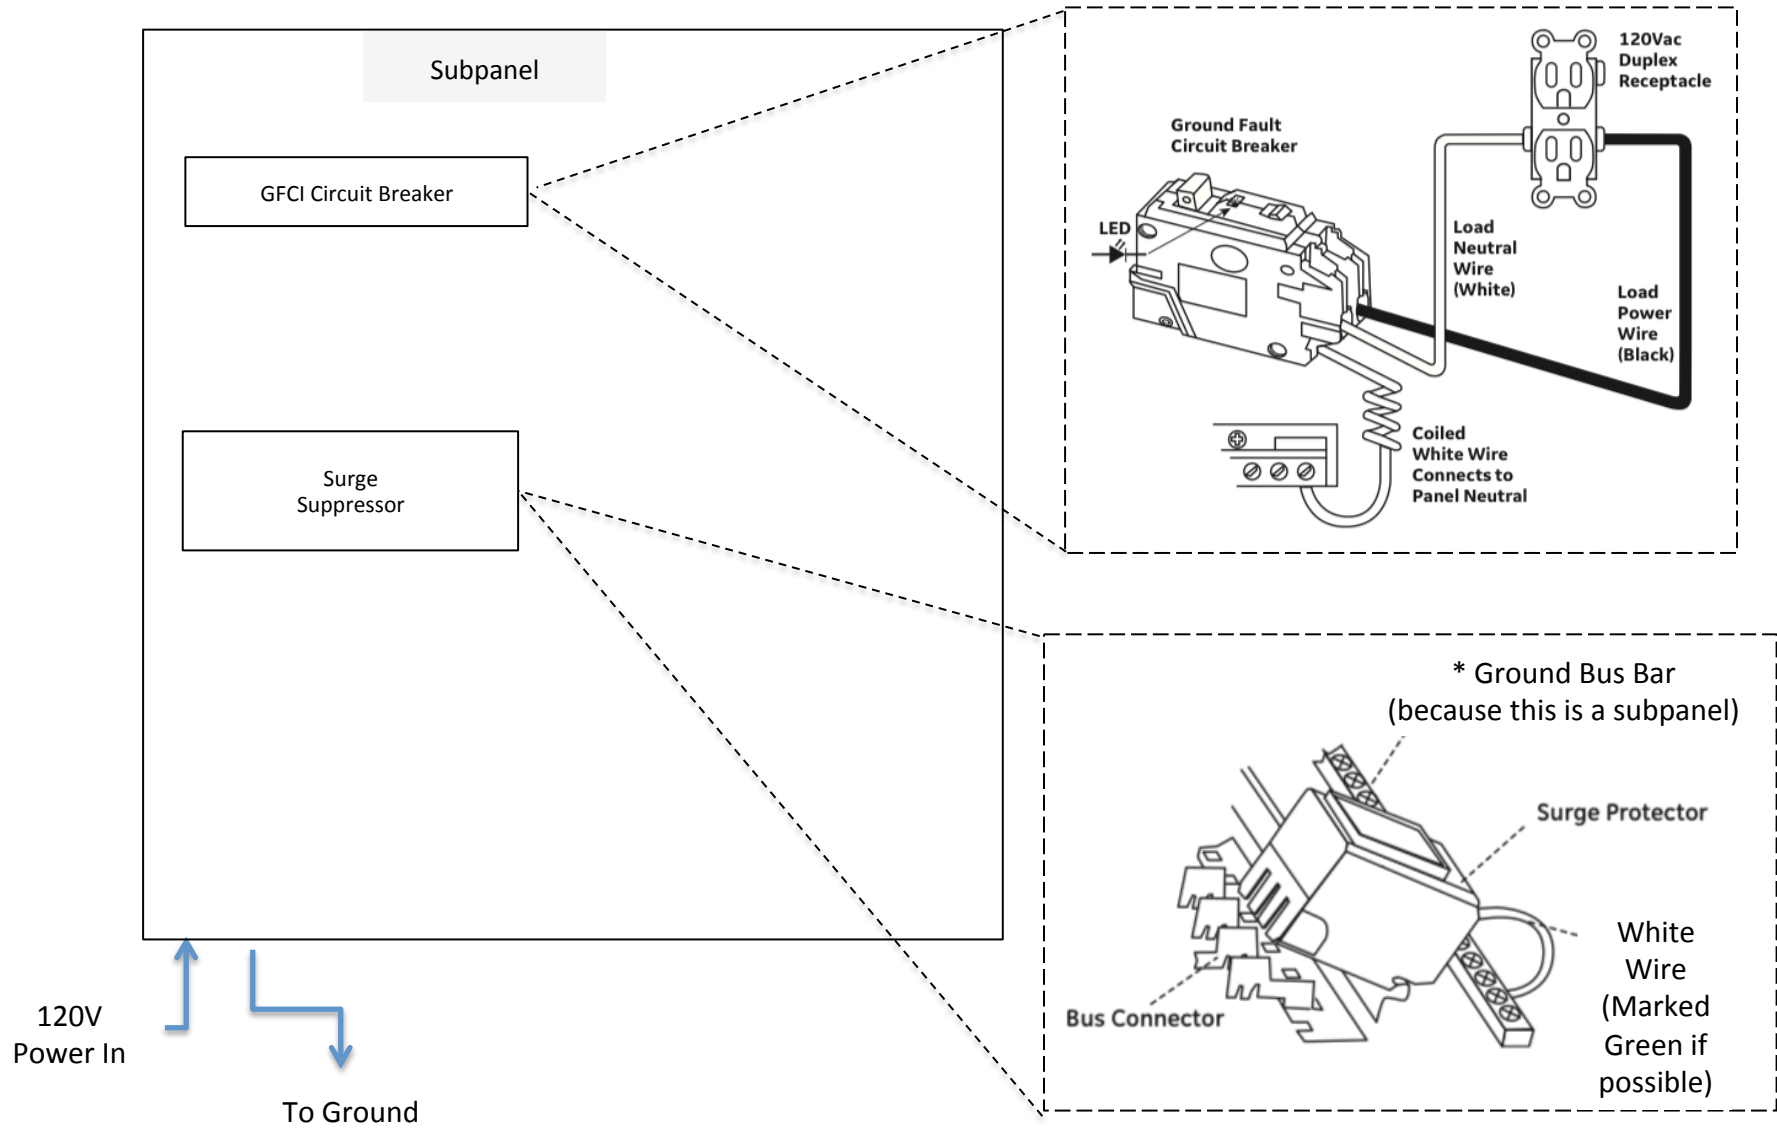 Subpanel
GFCI Circuit Breaker
Surge
Suppressor
120V
Power In
To Ground
120Vac
Duplex
Receptacle
Ground Fault
Circuit Breaker
LED
Load
Neutral
Wire
(White)
Load
Power
Wire
(Black)
Coiled
White Wire
Connects to
Panel Neutral
* Ground Bus Bar
(because this is a subpanel)
Surge Protector
White
Wire
(Marked
Green if
possible)
Bus Connector